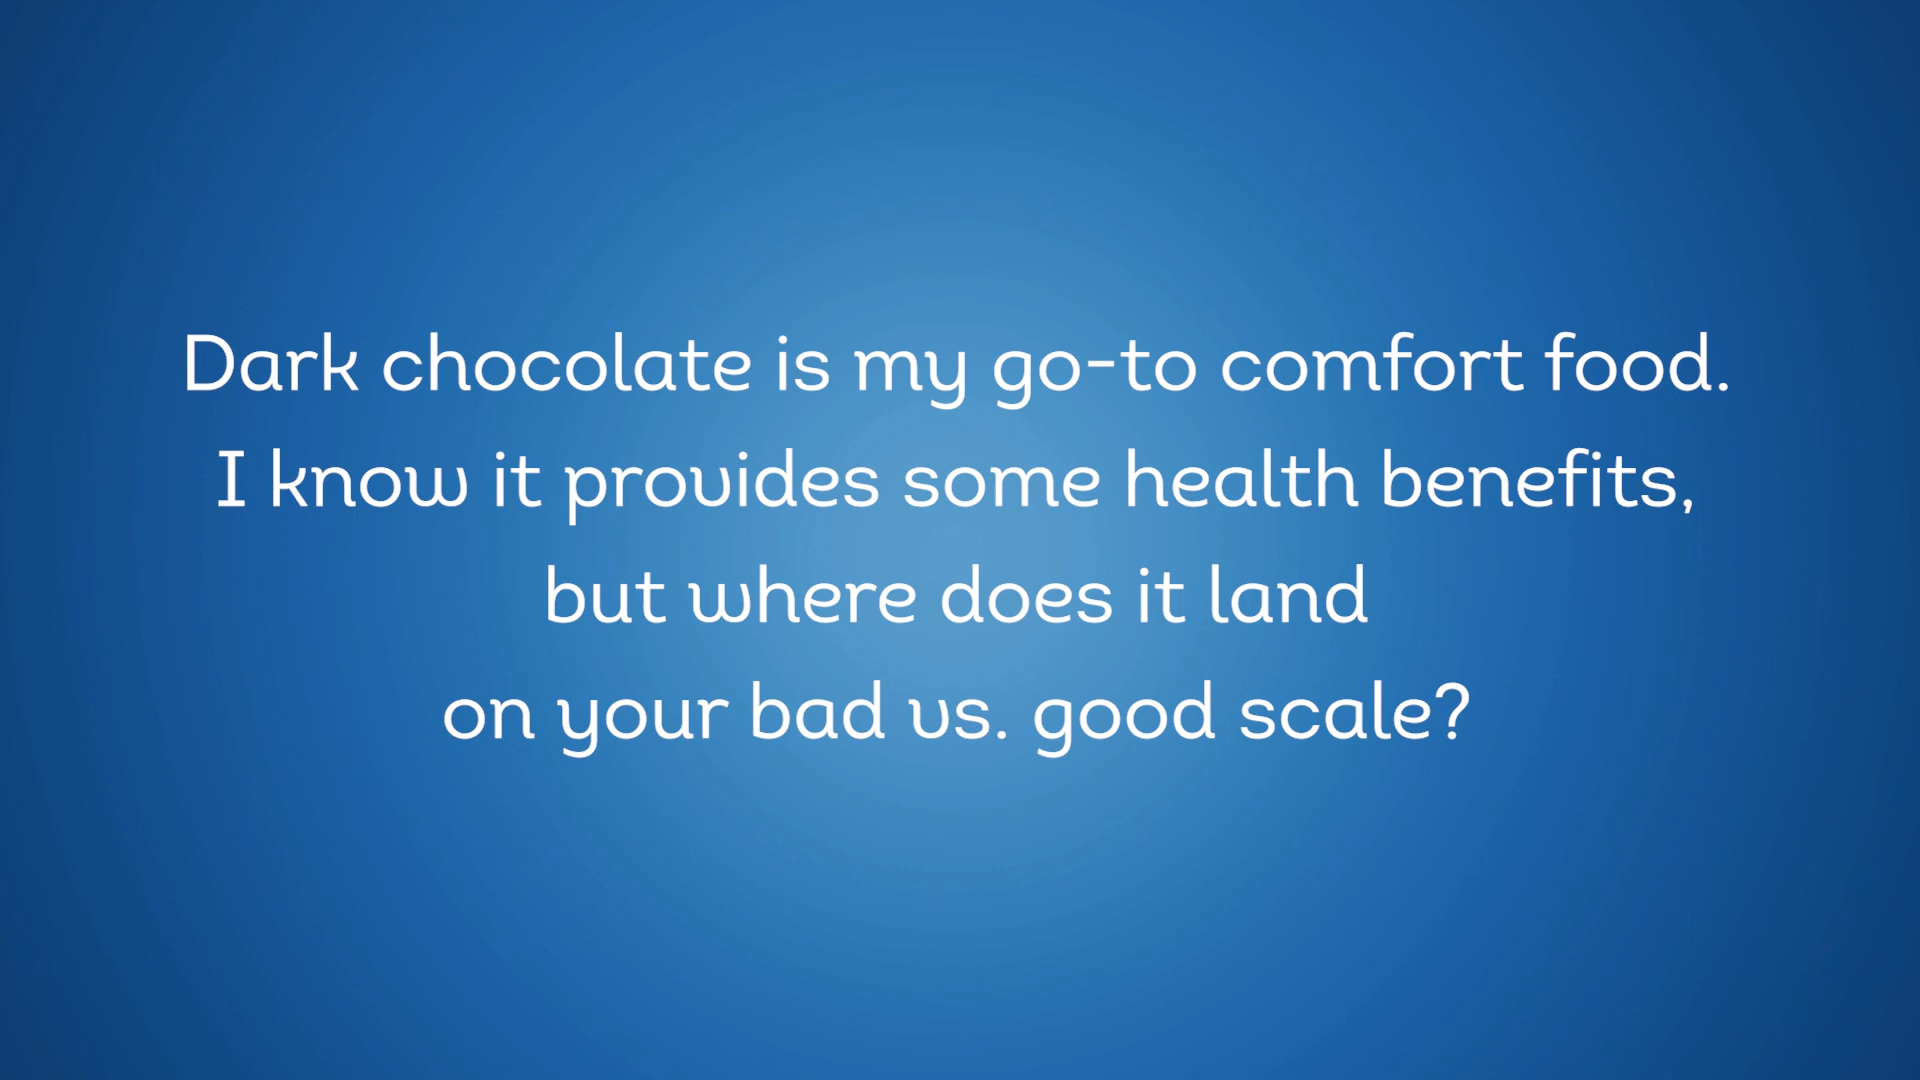 Dark chocolate is my go-to comfort food.
I know it provides some health benefits,
but where does it land
on your bad vs. good scale?